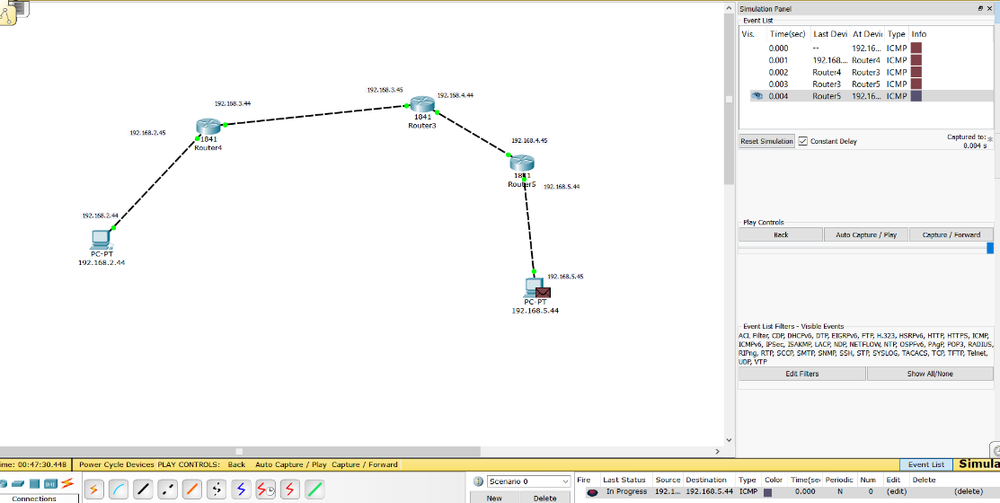 192.168.3.45
192.168.4.44
192.168.3.44
1841
Router3
192.168.2.45
1841
Router4
192.168.4.45
1841
Router5
192.168.5.44
192.168.2.44
PC-PT
192.168.2.44
192.168.5.45
PC-PT
192.168.5.44
Simulation Panel
Event List
Vis. Time(sec) Last Devi At Devic Type Info
0.000 -- 192.16... ICMP
0.001 192.168.... Router4 ICMP
0.002 Router4 Router3 ICMP
0.003 Router3 Router5 ICMP
0.004 Router5 192.16... ICMP
Reset Simulation Constant Delay Captured to: *
0.004 s
Play Controls
Back Auto Capture / Play Capture / Forward
Event List Filters - Visible Events
ACL Filter, CDP, DHCPv6, DTP, EIGRPv6, FTP, H.323, HSRPv6, HTTP, HTTPS, ICMP,
ICMPv6, IPSec, ISAKMP, LACP, NDP, NETFLOW, NTP, OSPFv6, PAgP, POP3, RADIUS,
RIPng, RTP, SCCP, SMTP, SNMP, SSH, STP, SYSLOG, TACACS, TCP, TFTP, Telnet,
UDP, VTP
Edit Filters Show All/None
ime: 00:47:30.448 Power Cycle Devices PLAY CONTROLS: Back Auto Capture / Play Capture / Forward Event List Simula
Connections
Scenario 0
New Delete
Fire Last Status Source Destination Type Color Time(sec Periodic Num Edit Delete
In Progress 192.1... 192.168.5.44 ICMP 0.000 N 0 (edit) (delete)